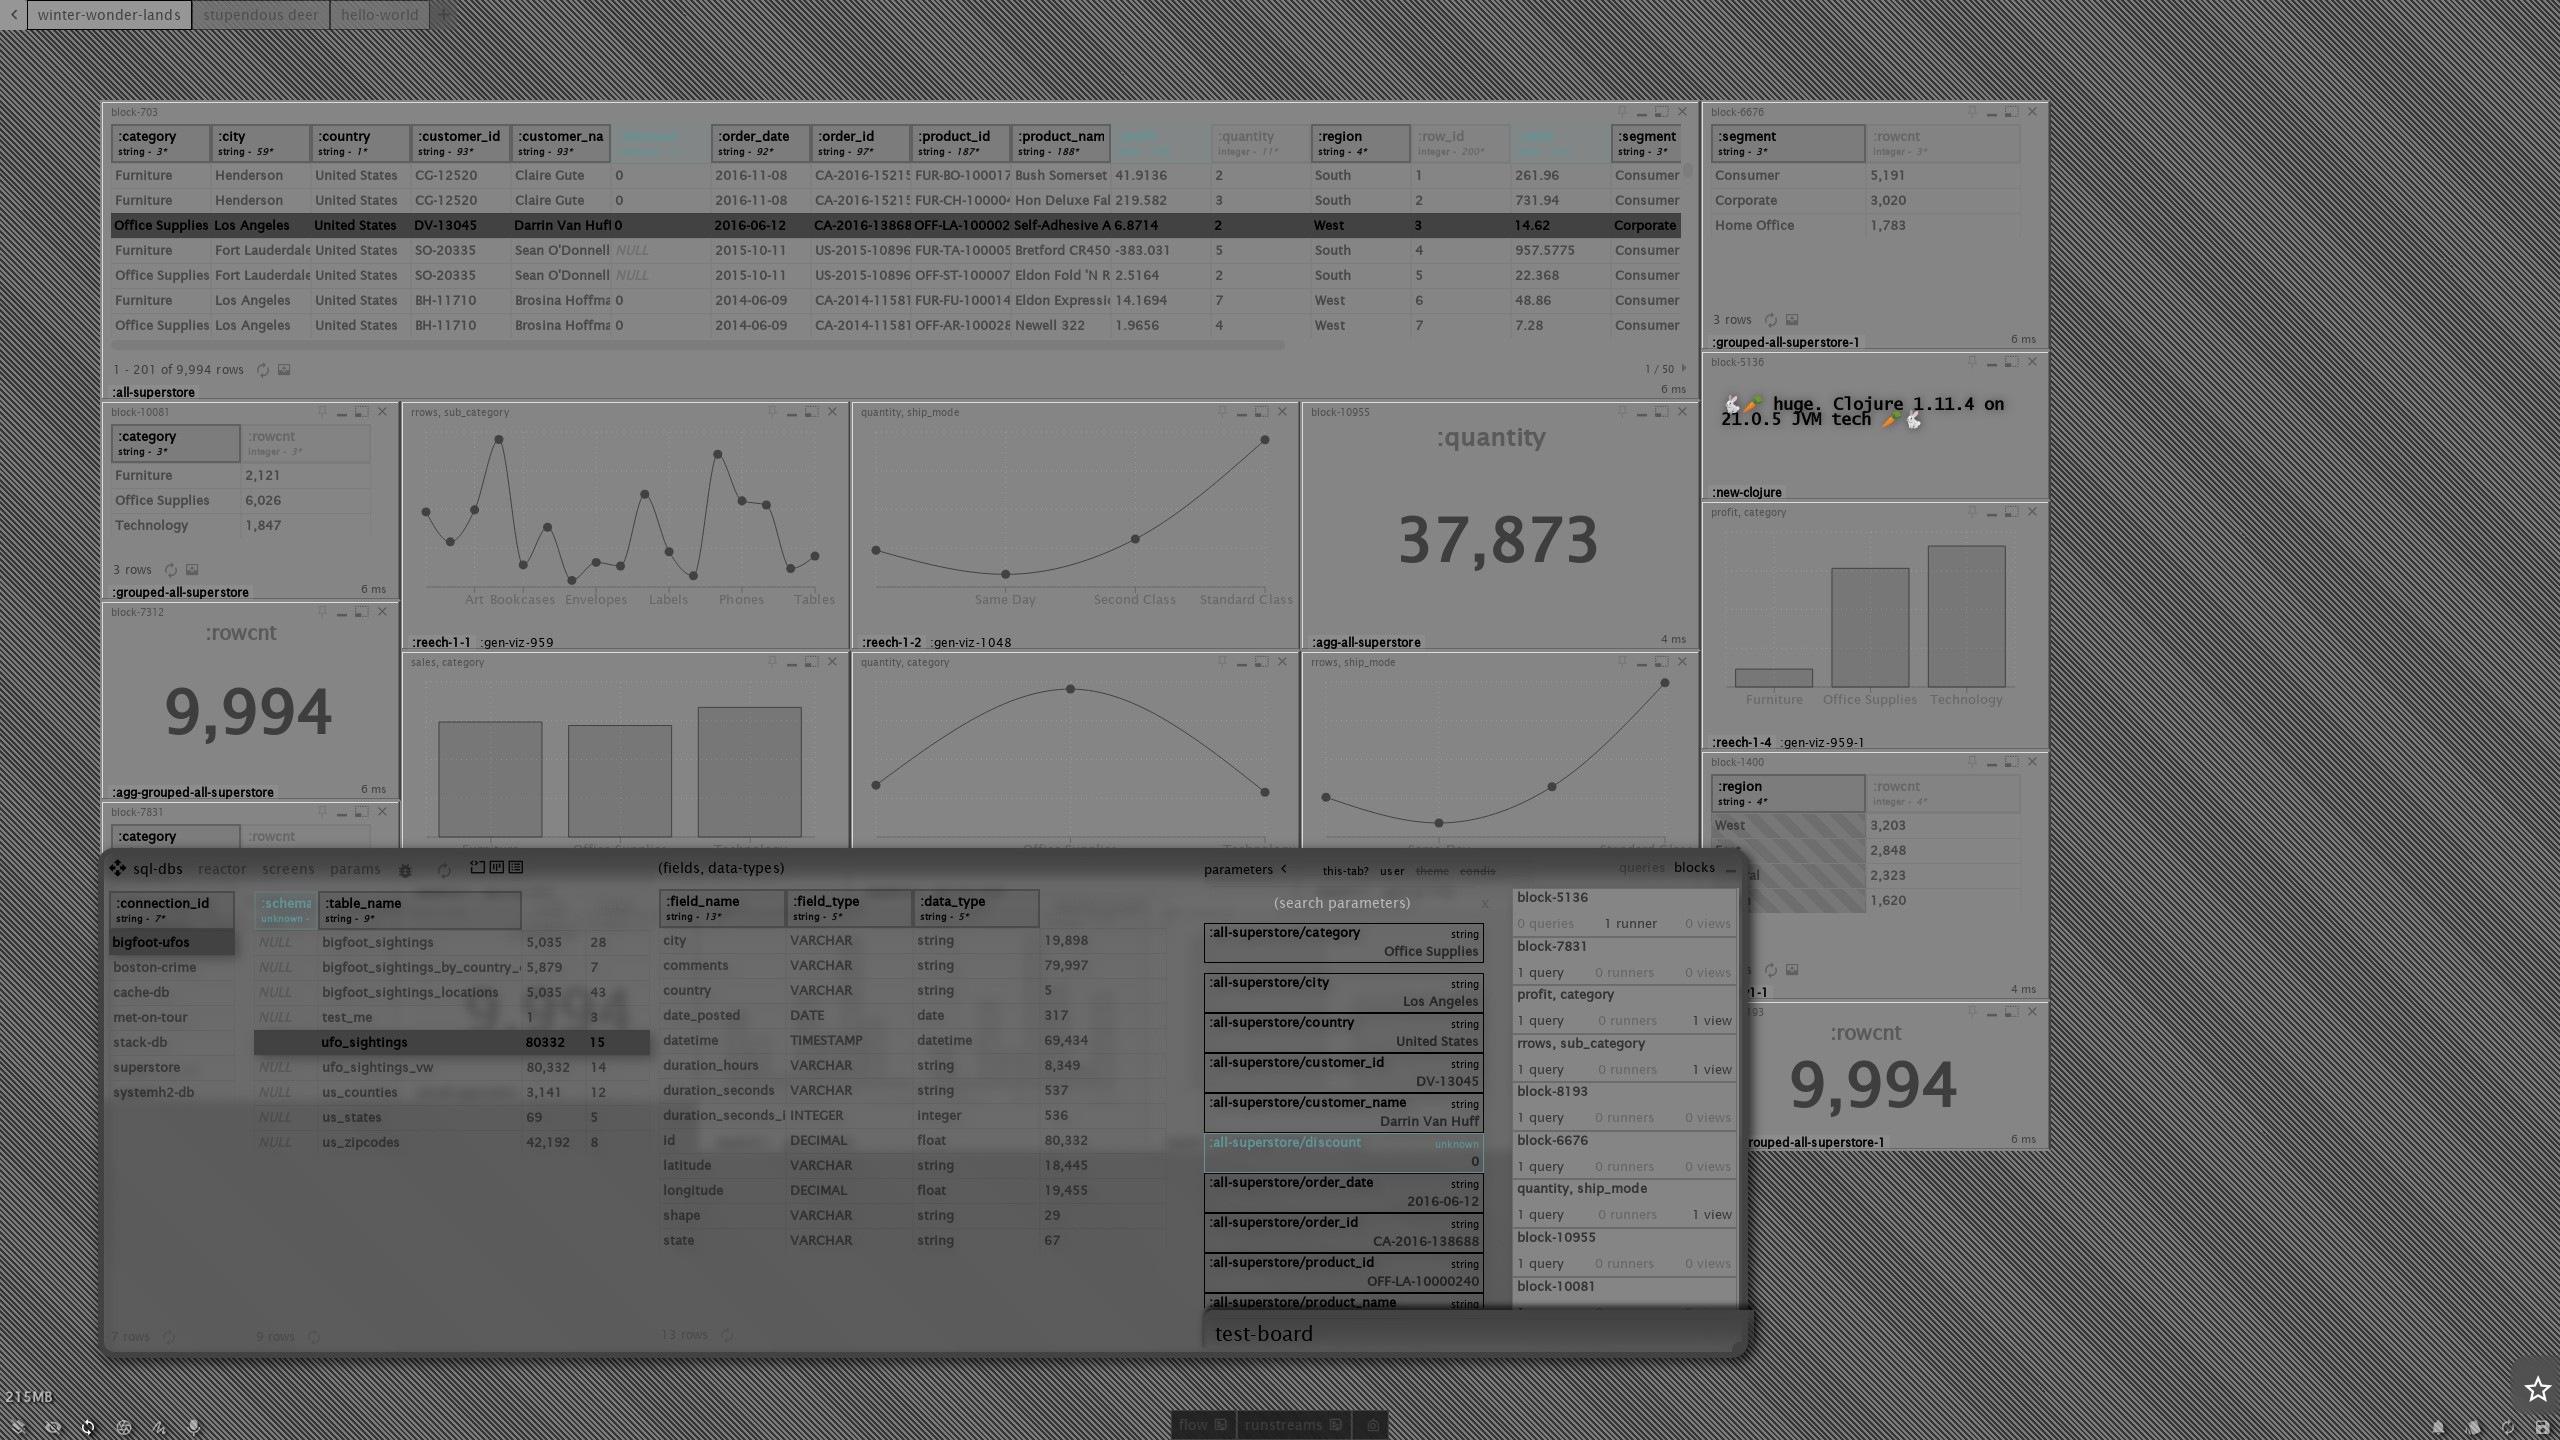 winter-wonder-lands stupendous deer hello-world +
block-703
:category :city :country :customer_id :customer_na :order_date :order_id :product_id :product_nam :quantity :region :row_id :segment
string - 3* string - 59* string - 1* string - 93* string - 93* string - 92* string - 97* string - 187* string - 188* integer - 11* string - 4* integer - 200* string - 3*
Furniture Henderson United States CG-12520 Claire Gute 0 2016-11-08 CA-2016-15215 FUR-BO-100017 Bush Somerset 41.9136 2 South 1 261.96 Consumer
Furniture Henderson United States CG-12520 Claire Gute 0 2016-11-08 CA-2016-15215 FUR-CH-100004 Hon Deluxe Fal 219.582 3 South 2 731.94 Consumer
Office Supplies Los Angeles United States DV-13045 Darrin Van Huff 0 2016-06-12 CA-2016-13868 OFF-LA-100002 Self-Adhesive A 6.8714 2 West 3 14.62 Corporate
Furniture Fort Lauderdale United States SO-20335 Sean O'Donnell NULL 2015-10-11 US-2015-10896 FUR-TA-100005 Bretford CR450 -383.031 5 South 4 957.5775 Consumer
Office Supplies Fort Lauderdale United States SO-20335 Sean O'Donnell NULL 2015-10-11 US-2015-10896 OFF-ST-100007 Eldon Fold 'N R 2.5164 2 South 5 22.368 Consumer
Furniture Los Angeles United States BH-11710 Brosina Hoffma 0 2014-06-09 CA-2014-11581 FUR-FU-100014 Eldon Expressi 14.1694 7 West 6 48.86 Consumer
Office Supplies Los Angeles United States BH-11710 Brosina Hoffma 0 2014-06-09 CA-2014-11581 OFF-AR-100028 Newell 322 1.9656 4 West 7 7.28 Consumer
1 - 201 of 9,994 rows 1 / 50
6 ms
:all-superstore
block-6676
:segment :rowcnt
string - 3* integer - 3*
Consumer 5,191
Corporate 3,020
Home Office 1,783
3 rows
:grouped-all-superstore-1 6 ms
block-5136
🐇🥕 huge. Clojure 1.11.4 on
21.0.5 JVM tech 🥕🐇
:new-clojure
block-10081
:category :rowcnt
string - 3* integer - 3*
Furniture 2,121
Office Supplies 6,026
Technology 1,847
3 rows
:grouped-all-superstore 6 ms
rrows, sub_category
Art Bookcases Envelopes Labels Phones Tables
:reech-1-1 :gen-viz-959
quantity, ship_mode
Same Day Second Class Standard Class
:reech-1-2 :gen-viz-1048
block-10955
:quantity
37,873
:agg-all-superstore 4 ms
profit, category
Furniture Office Supplies Technology
:reech-1-4 :gen-viz-959-1
block-7312
:rowcnt
9,994
:agg-grouped-all-superstore 6 ms
sales, category
quantity, category
rrows, ship_mode
block-1400
:region :rowcnt
string - 4* integer - 4*
West 3,203
2,848
2,323
1,620
4 ms
:rowcnt
9,994
rouped-all-superstore-1 6 ms
block-7831
:category :rowcnt
sql-dbs reactor screens params
:connection_id
string - 7*
bigfoot-ufos
boston-crime
cache-db
met-on-tour
stack-db
superstore
systemh2-db
7 rows
:schema :table_name
unknown - string - 9*
NULL bigfoot_sightings 5,035 28
NULL bigfoot_sightings_by_country_ 5,879 7
NULL bigfoot_sightings_locations 5,035 43
NULL test_me 1 3
ufo_sightings 80332 15
NULL ufo_sightings_vw 80,332 14
NULL us_counties 3,141 12
NULL us_states 69 5
NULL us_zipcodes 42,192 8
9 rows
(fields, data-types)
:field_name :field_type :data_type
string - 13* string - 5* string - 5*
city VARCHAR string 19,898
comments VARCHAR string 79,997
country VARCHAR string 5
date_posted DATE date 317
datetime TIMESTAMP datetime 69,434
duration_hours VARCHAR string 8,349
duration_seconds VARCHAR string 537
duration_seconds_i INTEGER integer 536
id DECIMAL float 80,332
latitude VARCHAR string 18,445
longitude DECIMAL float 19,455
shape VARCHAR string 29
state VARCHAR string 67
13 rows
parameters this-tab? user theme condis
(search parameters) x
:all-superstore/category string
Office Supplies
:all-superstore/city string
Los Angeles
:all-superstore/country string
United States
:all-superstore/customer_id string
DV-13045
:all-superstore/customer_name string
Darrin Van Huff
:all-superstore/discount unknown
0
:all-superstore/order_date string
2016-06-12
:all-superstore/order_id string
CA-2016-138688
:all-superstore/product_id string
OFF-LA-10000240
:all-superstore/product_name string
queries blocks
block-5136
0 queries 1 runner 0 views
block-7831
1 query 0 runners 0 views
profit, category
1 query 0 runners 1 view
rrows, sub_category
1 query 0 runners 1 view
block-8193
1 query 0 runners 0 views
block-6676
1 query 0 runners 0 views
quantity, ship_mode
1 query 0 runners 1 view
block-10955
1 query 0 runners 0 views
block-10081
test-board
215MB
flow runstreams